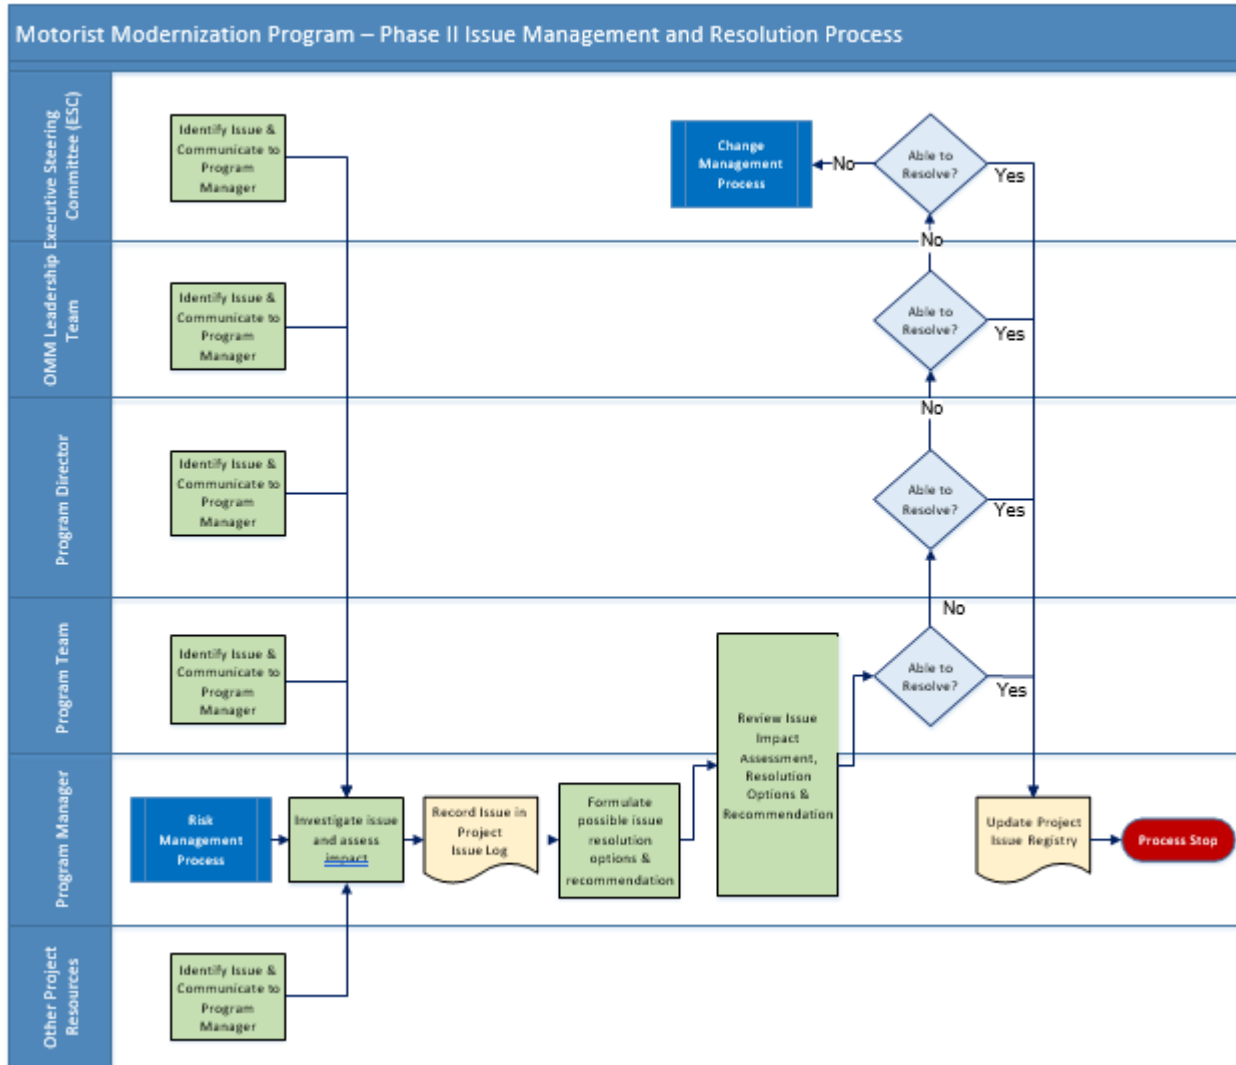 Motorist Modernization Program – Phase II Issue Management and Resolution Process
Executive Steering
Committee (ESC)
Identify Issue &
Communicate to
Program
Manager
Change
Management
Process
No
Able to
Resolve?
Yes
No
OMM Leadership
Team
Identify Issue &
Communicate to
Program
Manager
Able to
Resolve?
Yes
No
Program Director
Identify Issue &
Communicate to
Program
Manager
Able to
Resolve?
Yes
No
Program Team
Identify Issue &
Communicate to
Program
Manager
Able to
Resolve?
Yes
Review Issue
Impact
Assessment,
Resolution
Options &
Recommendation
Program Manager
Risk
Management
Process
Investigate issue
and assess
impact
Record Issue in
Project
Issue Log
Formulate
possible issue
resolution
options &
recommendation
Update Project
Issue Registry
Process Stop
Other Project
Resources
Identify Issue &
Communicate to
Program
Manager